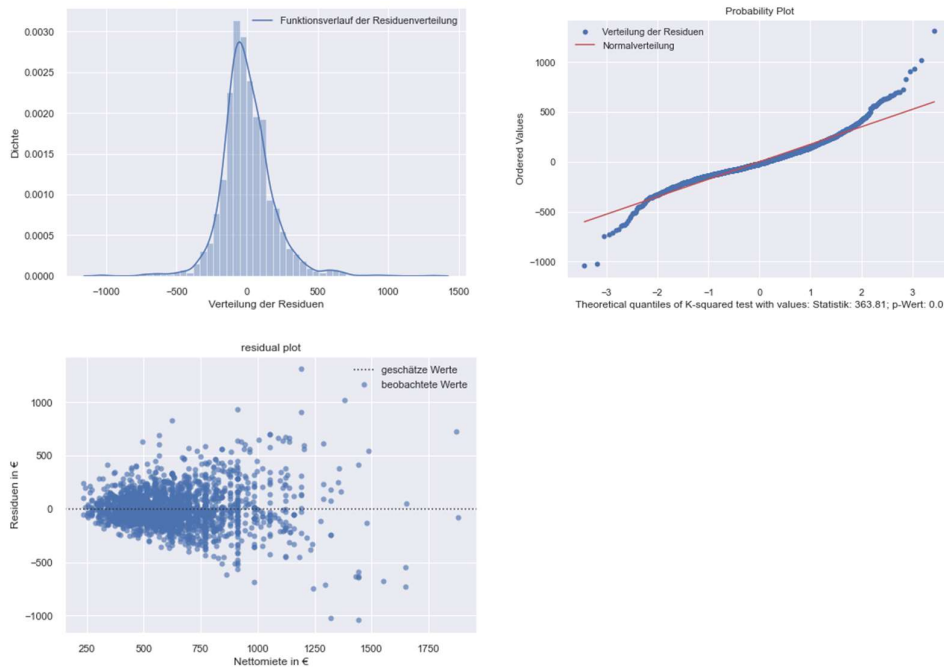 Funktionsverlauf der Residuenverteilung
0.0030
0.0025
0.0020
0.0015
0.0010
0.0005
0.0000
Dichte
−1000 −500 0 500 1000 1500
Verteilung der Residuen
Probability Plot
Verteilung der Residuen
Normalverteilung
1000
500
0
−500
−1000
Ordered Values
−3 −2 −1 0 1 2 3
Theoretical quantiles of K-squared test with values: Statistik: 363.81; p-Wert: 0.0
residual plot
geschätze Werte
beobachtete Werte
1000
500
0
−500
−1000
Residuen in €
250 500 750 1000 1250 1500 1750
Nettomiete in €